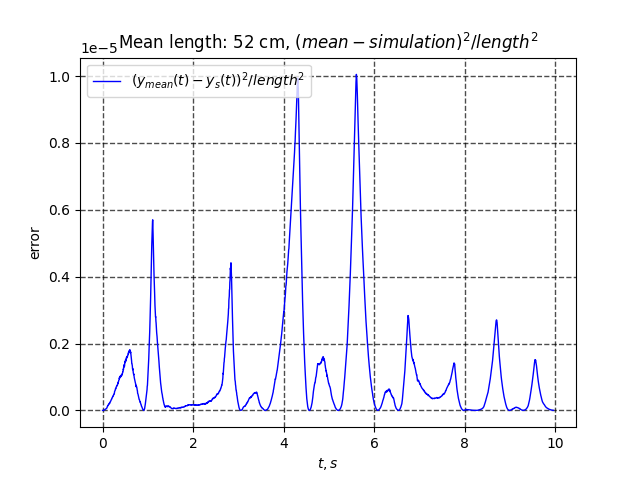 Mean length: 52 cm, (mean − simulation)²/length²
1e−5
(y_mean(t) − y_s(t))²/length²
1.0
0.8
0.6
0.4
0.2
0.0
error
0 2 4 6 8 10
t, s